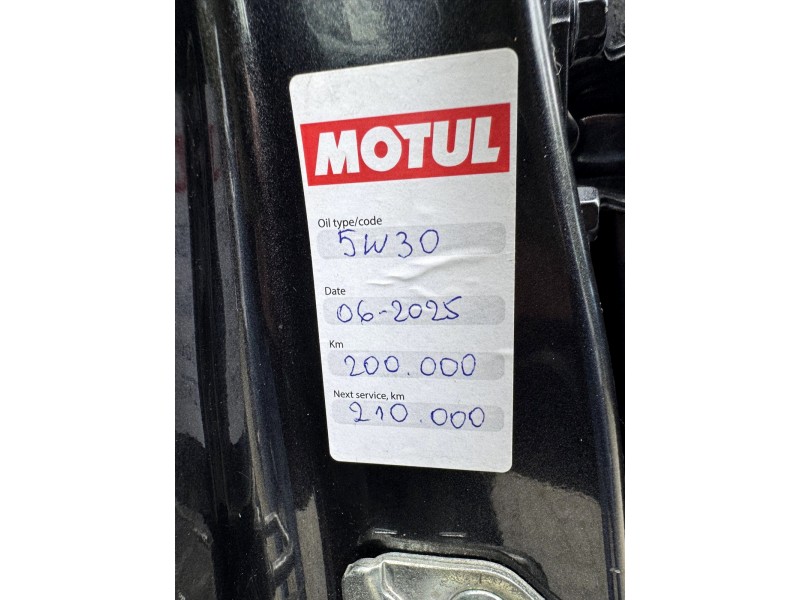 MOTUL
Oil type/code
5W30
Date
06-2025
Km
200.000
Next service, km
210.000